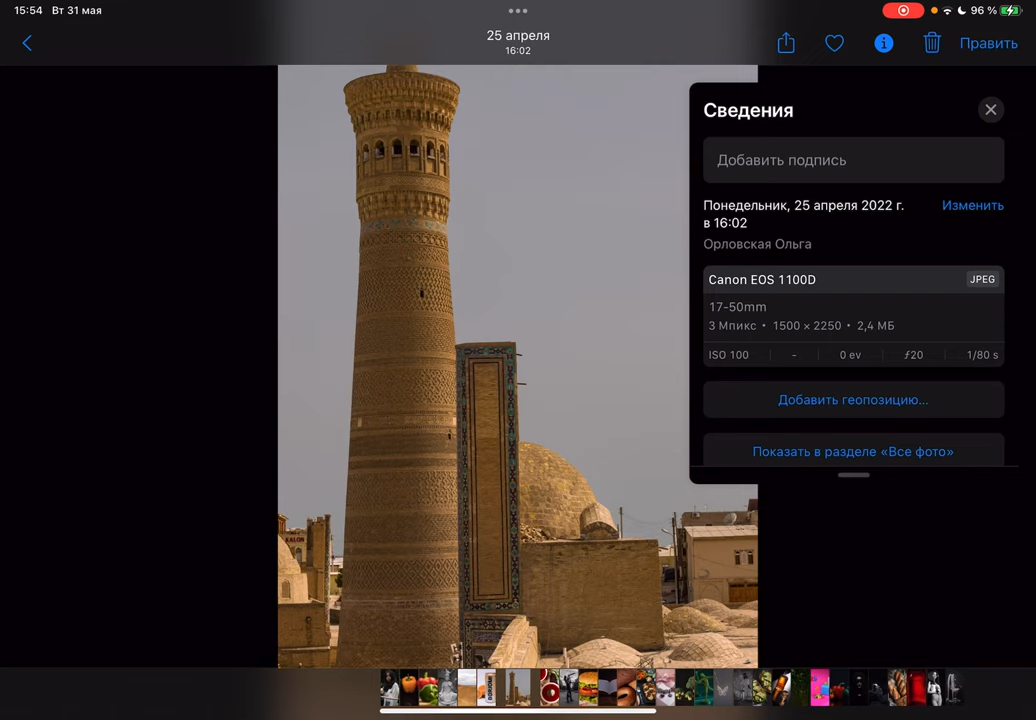 15:54 Вт 31 мая
96 %
25 апреля
16:02
Править
Сведения
Добавить подпись
Понедельник, 25 апреля 2022 г.
в 16:02
Изменить
Орловская Ольга
Canon EOS 1100D
JPEG
17-50mm
3 Мпикс • 1500 × 2250 • 2,4 МБ
ISO 100 - 0 ev ƒ20 1/80 s
Добавить геопозицию...
Показать в разделе «Все фото»
KALON